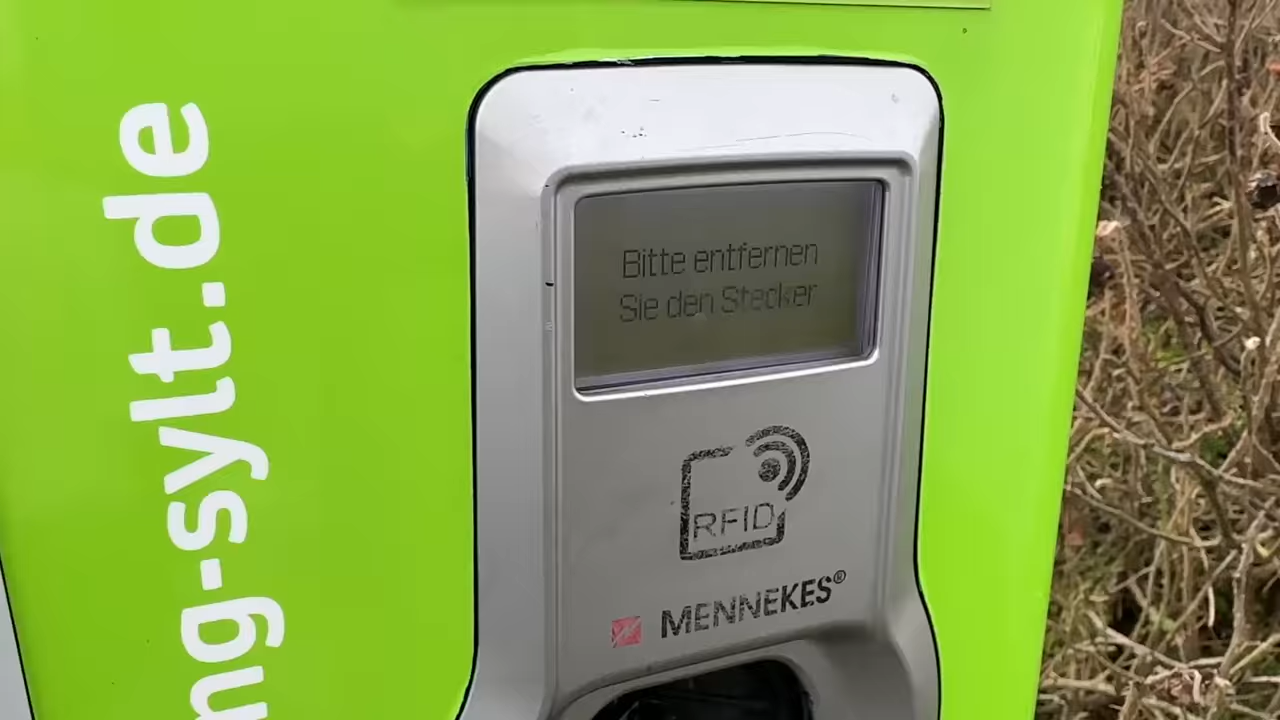 ng-sylt.de
Bitte entfernen
Sie den Stecker
RFID
MENNEKES®